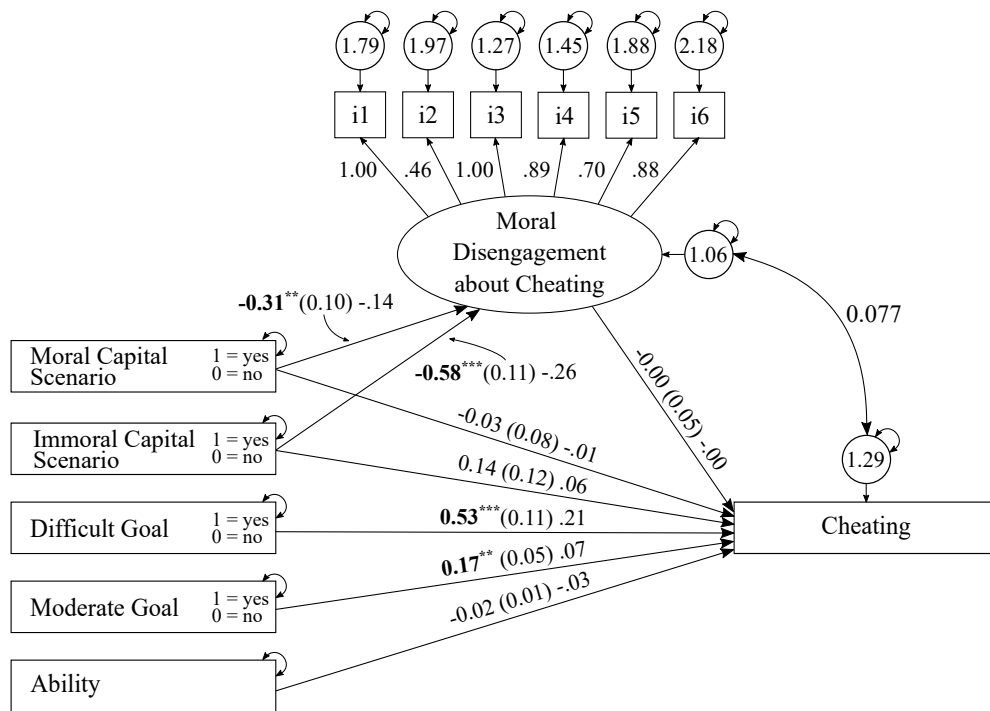 1.79 1.97 1.27 1.45 1.88 2.18
i1 i2 i3 i4 i5 i6
1.00 .46 1.00 .89 .70 .88
Moral
Disengagement
about Cheating
1.06
0.077
-0.31**(0.10) -.14
-0.58***(0.11) -.26
-0.00 (0.05) -.00
Moral Capital
Scenario
1 = yes
0 = no
-0.03 (0.08) -.01
Immoral Capital
Scenario
1 = yes
0 = no
0.14 (0.12) .06
1.29
Difficult Goal
1 = yes
0 = no
0.53***(0.11) .21
Cheating
Moderate Goal
1 = yes
0 = no
0.17** (0.05) .07
-0.02 (0.01) -.03
Ability